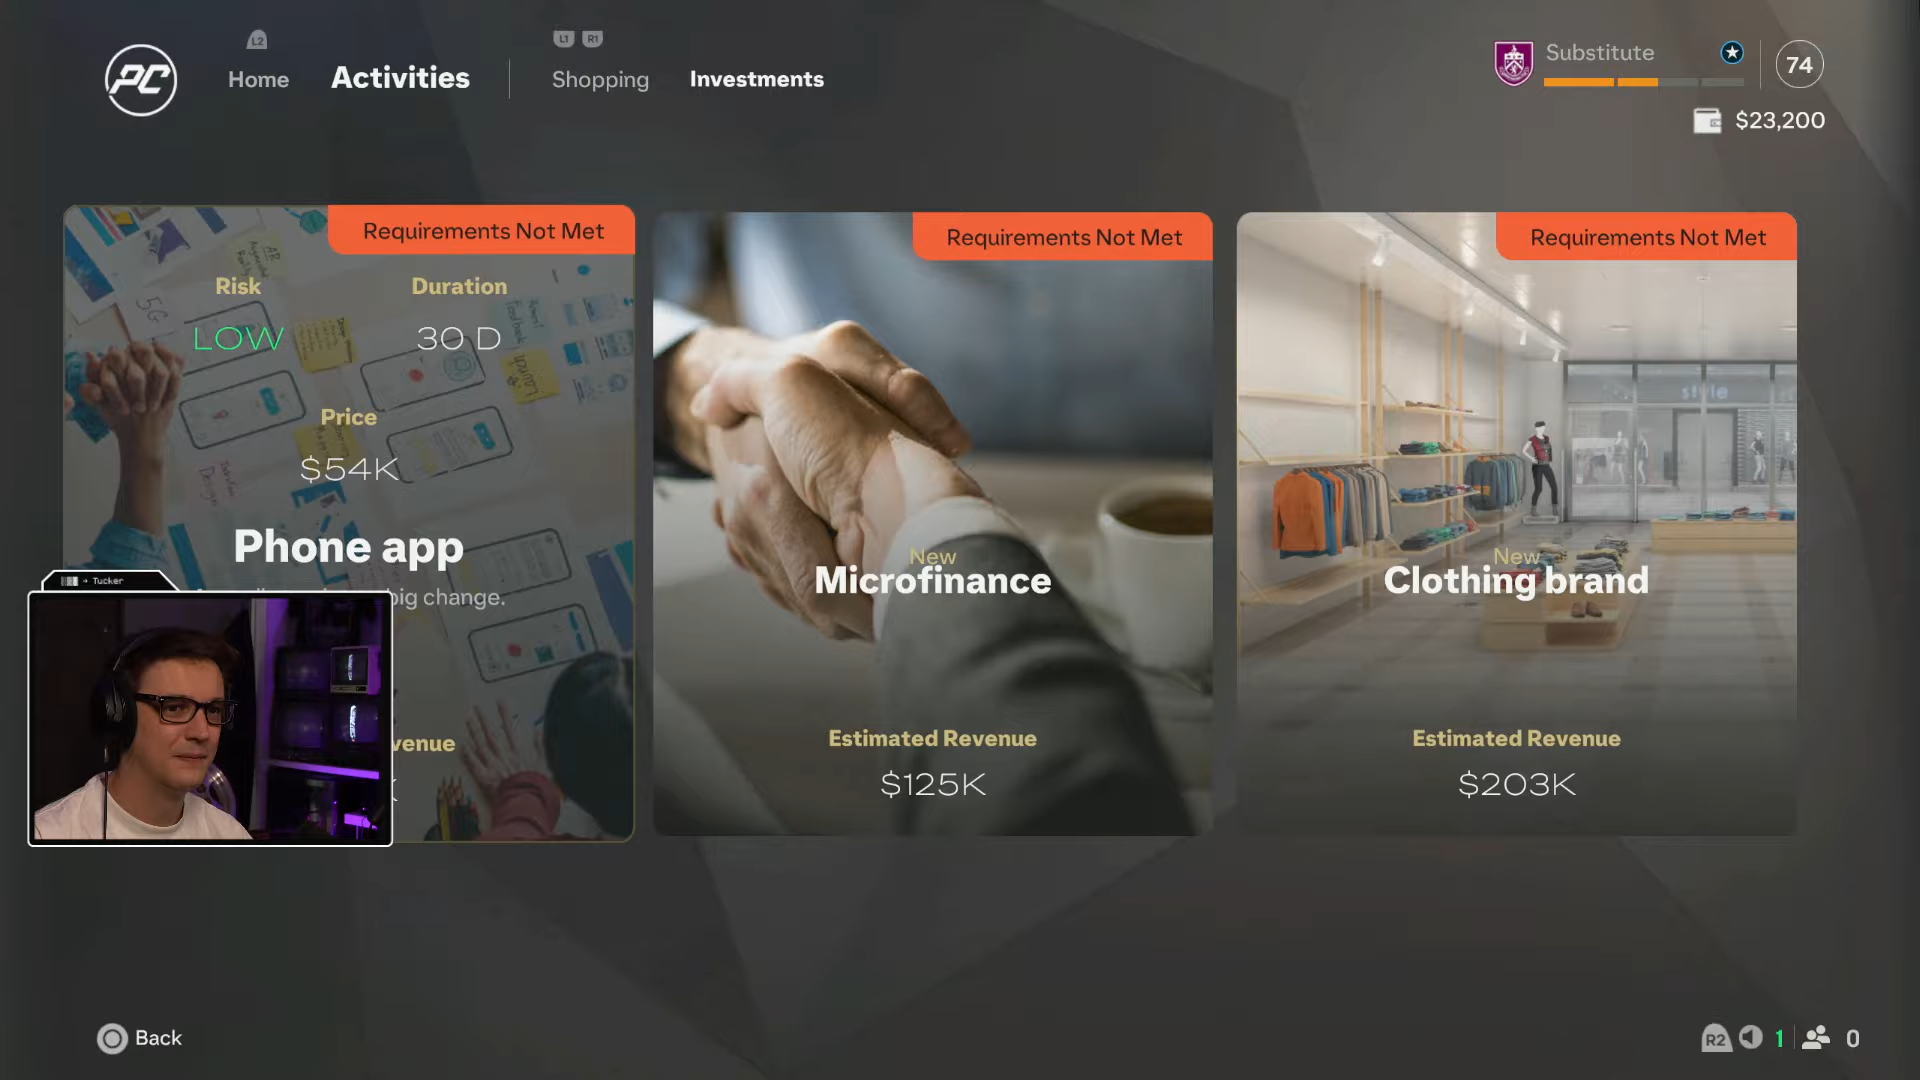 L2
L1 R1
PC
Home
Activities
Shopping
Investments
Substitute
74
$23,200
Requirements Not Met
Risk
LOW
Duration
30 D
Price
$54K
Phone app
big change.
venue
Tucker
Requirements Not Met
New
Microfinance
Estimated Revenue
$125K
Requirements Not Met
style
New
Clothing brand
Estimated Revenue
$203K
Back
R2
1
0